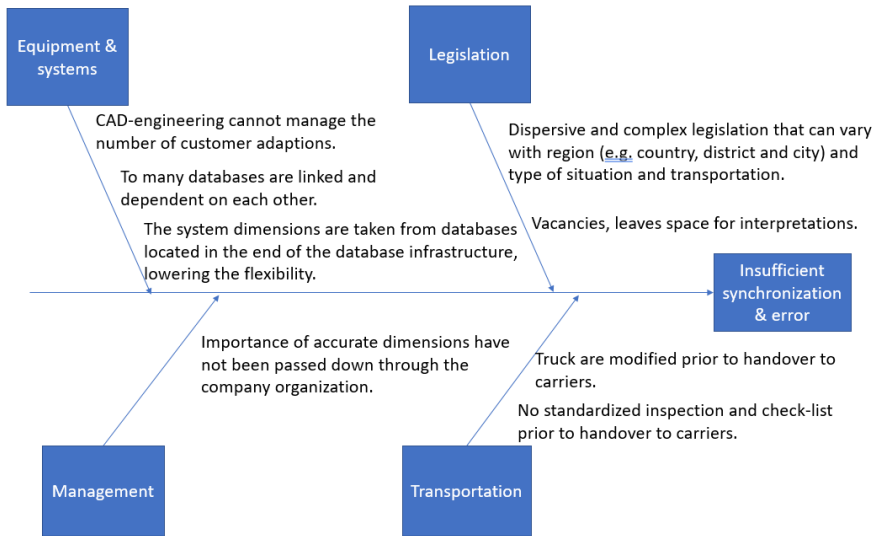 Equipment &
systems
CAD-engineering cannot manage the
number of customer adaptions.
To many databases are linked and
dependent on each other.
The system dimensions are taken from databases
located in the end of the database infrastructure,
lowering the flexibility.
Legislation
Dispersive and complex legislation that can vary
with region (e.g. country, district and city) and
type of situation and transportation.
Vacancies, leaves space for interpretations.
Insufficient
synchronization
& error
Importance of accurate dimensions have
not been passed down through the
company organization.
Management
Truck are modified prior to handover to
carriers.
No standardized inspection and check-list
prior to handover to carriers.
Transportation